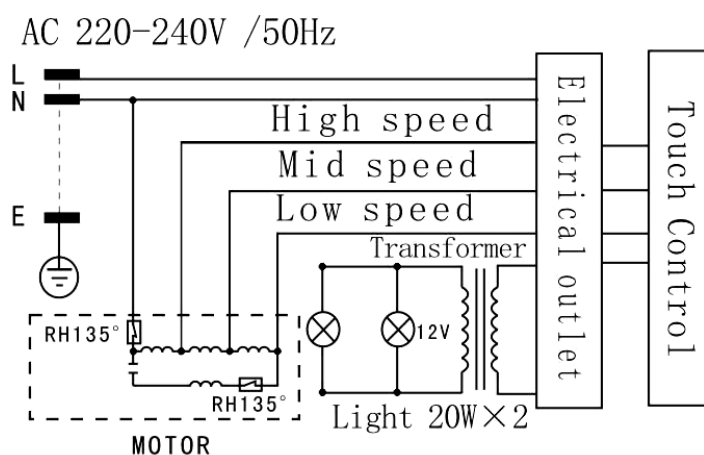 AC 220-240V /50Hz
L
N
High speed
Mid speed
E
Low speed
Transformer
Electrical outlet
Touch Control
RH135°
12V
RH135°
Light 20W×2
MOTOR